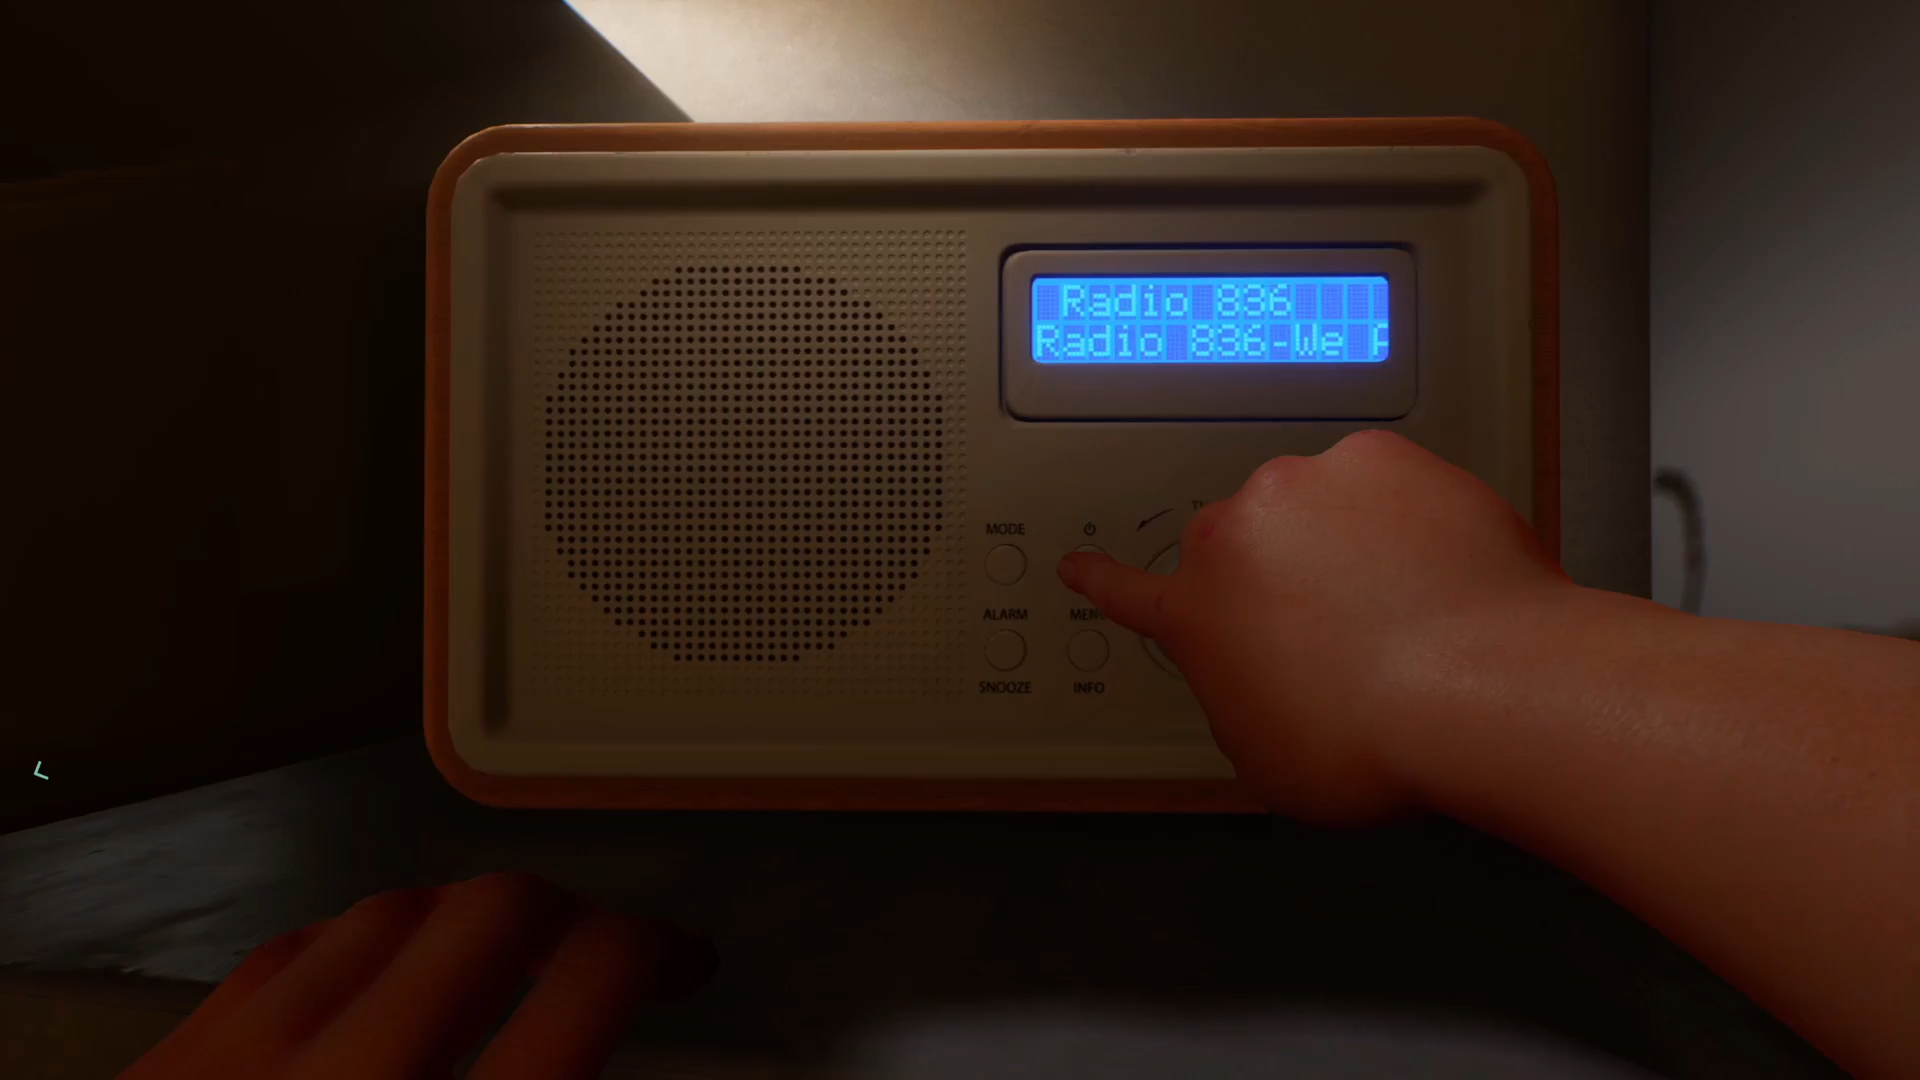 Radio 836
Radio 836-We
MODE
ALARM
SNOOZE
INFO